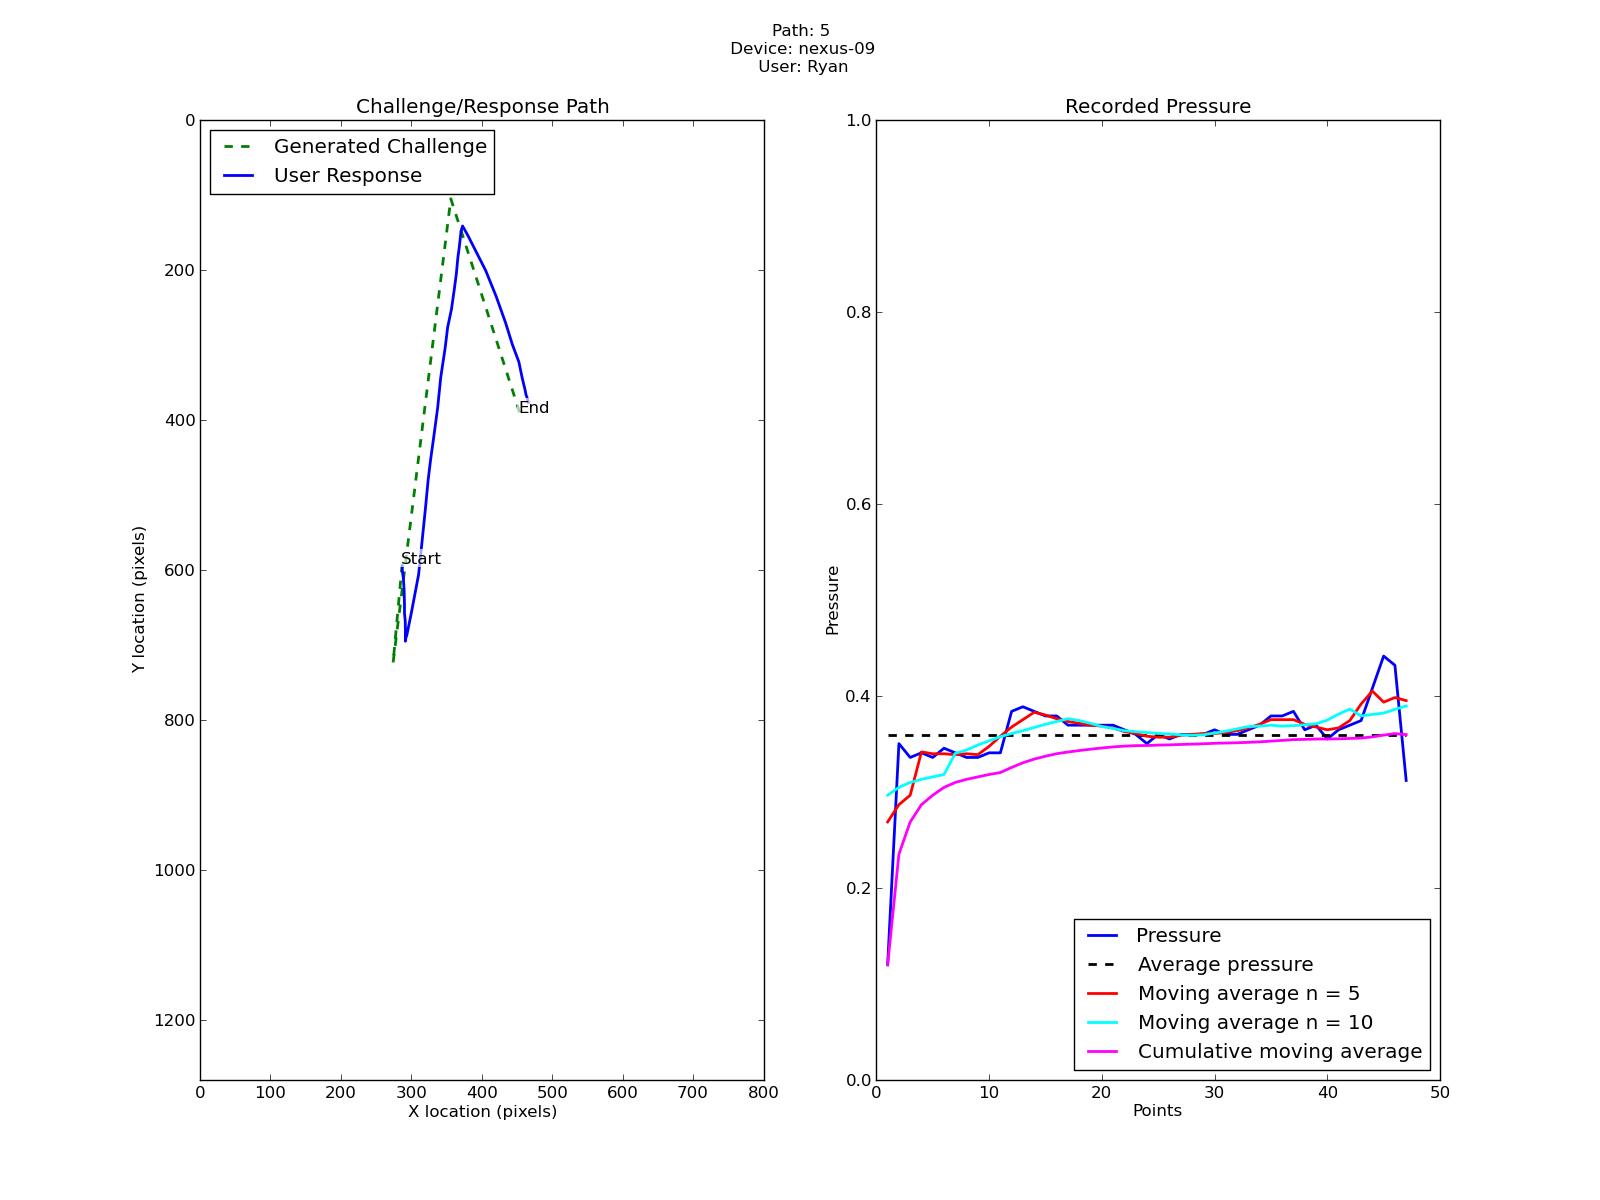 Path: 5
Device: nexus-09
User: Ryan
Challenge/Response Path
Generated Challenge
User Response
Start
End
0
200
400
600
800
1000
1200
Y location (pixels)
0 100 200 300 400 500 600 700 800
X location (pixels)
Recorded Pressure
1.0
0.8
0.6
0.4
0.2
0.0
Pressure
Pressure
Average pressure
Moving average n = 5
Moving average n = 10
Cumulative moving average
0 10 20 30 40 50
Points